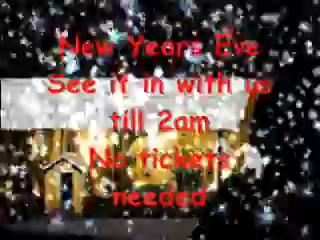 New Years Eve
See it in with us
till 2am
No tickets
needed